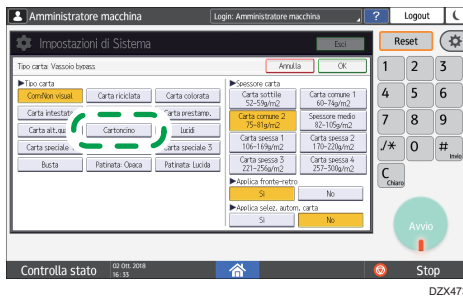 Amministratore macchina
Login: Amministratore macchina
?
Logout
Impostazioni di Sistema
Esci
Reset
Tipo carta: Vassoio bypass
Annulla
OK
►Tipo carta
ComNon visual
Carta riciclata
Carta colorata
Carta intestata
Carta prestamp.
Carta alt.qua
Cartoncino
Lucidi
Carta speciale
Carta speciale 3
Busta
Patinata: Opaca
Patinata: Lucida
►Spessore carta
Carta sottile
52-59g/m2
Carta comune 1
60-74g/m2
Carta comune 2
75-81g/m2
Spessore medio
82-105g/m2
Carta spessa 1
106-169g/m2
Carta spessa 2
170-220g/m2
Carta spessa 3
221-256g/m2
Carta spessa 4
257-300g/m2
►Applica fronte-retro
Sì
No
►Applica selez. autom. carta
Sì
No
1
2
3
4
5
6
7
8
9
./*
0
#
Invio
C
Chiaro
Avvio
Controlla stato
02 Ott. 2018
16:33
Stop
DZX47